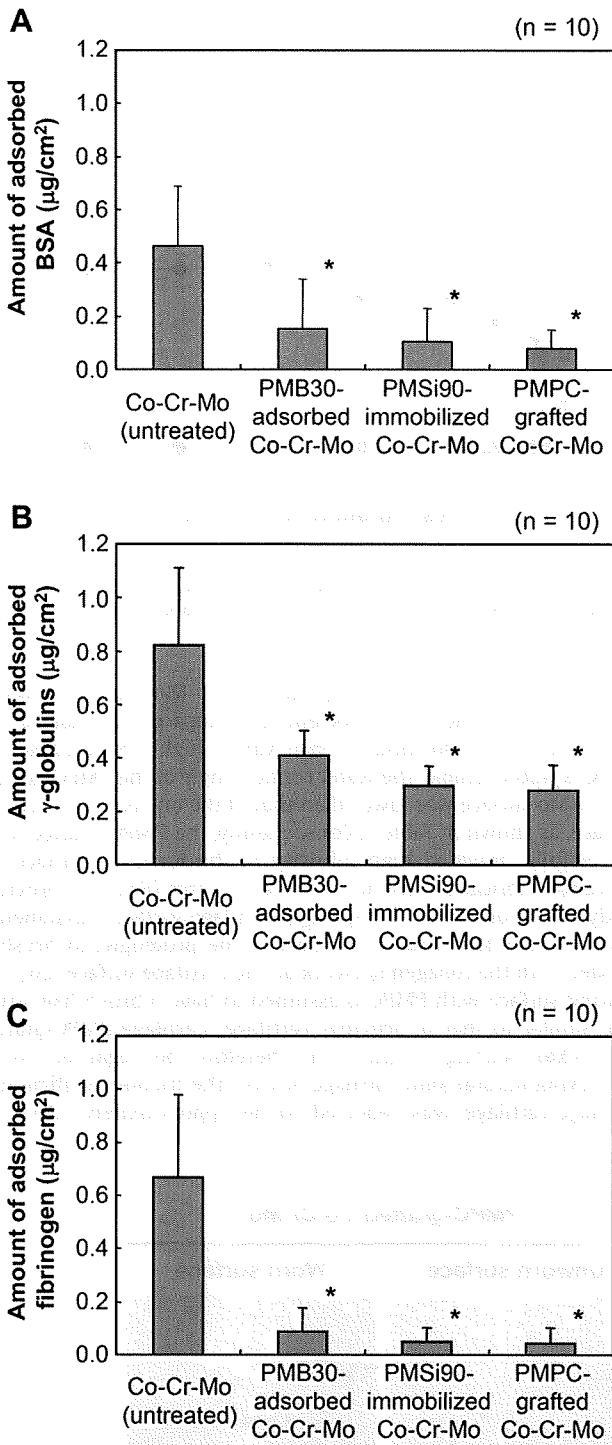 A
(n = 10)
Amount of adsorbed
BSA (µg/cm²)
1.2
1.0
0.8
0.6
0.4
0.2
0.0
*
*
*
Co-Cr-Mo
(untreated)
PMB30-
adsorbed
Co-Cr-Mo
PMSi90-
immobilized
Co-Cr-Mo
PMPC-
grafted
Co-Cr-Mo
B
(n = 10)
Amount of adsorbed
γ-globulins (µg/cm²)
1.2
1.0
0.8
0.6
0.4
0.2
0.0
*
*
*
Co-Cr-Mo
(untreated)
PMB30-
adsorbed
Co-Cr-Mo
PMSi90-
immobilized
Co-Cr-Mo
PMPC-
grafted
Co-Cr-Mo
C
(n = 10)
Amount of adsorbed
fibrinogen (µg/cm²)
1.2
1.0
0.8
0.6
0.4
0.2
0.0
*
*
*
Co-Cr-Mo
(untreated)
PMB30-
adsorbed
Co-Cr-Mo
PMSi90-
immobilized
Co-Cr-Mo
PMPC-
grafted
Co-Cr-Mo